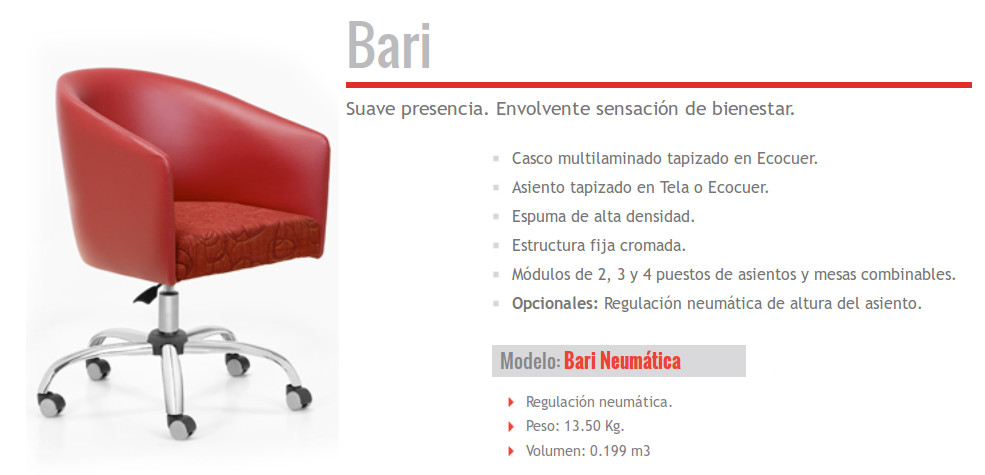 Bari
Suave presencia. Envolvente sensación de bienestar.
Casco multilaminado tapizado en Ecocuer.
Asiento tapizado en Tela o Ecocuer.
Espuma de alta densidad.
Estructura fija cromada.
Módulos de 2, 3 y 4 puestos de asientos y mesas combinables.
Opcionales: Regulación neumática de altura del asiento.
Modelo: Bari Neumática
Regulación neumática.
Peso: 13.50 Kg.
Volumen: 0.199 m3